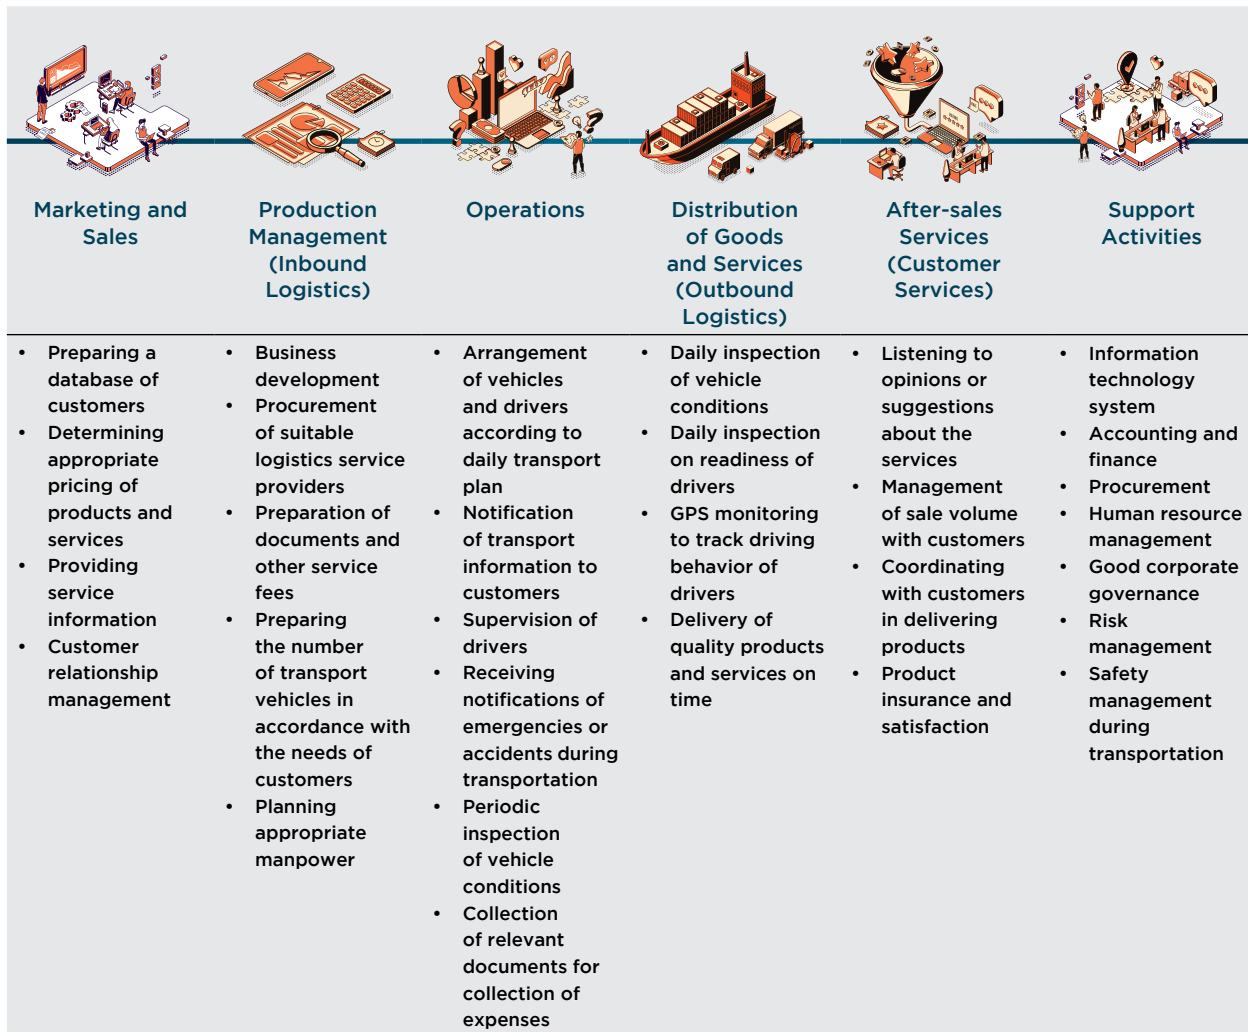 Marketing and
Sales
Production
Management
(Inbound
Logistics)
Operations
Distribution
of Goods
and Services
(Outbound
Logistics)
After-sales
Services
(Customer
Services)
Support
Activities
• Preparing a
database of
customers
• Determining
appropriate
pricing of
products and
services
• Providing
service
information
• Customer
relationship
management
• Business
development
• Procurement
of suitable
logistics service
providers
• Preparation of
documents and
other service
fees
• Preparing
the number
of transport
vehicles in
accordance with
the needs of
customers
• Planning
appropriate
manpower
• Arrangement
of vehicles
and drivers
according to
daily transport
plan
• Notification
of transport
information to
customers
• Supervision of
drivers
• Receiving
notifications of
emergencies or
accidents during
transportation
• Periodic
inspection
of vehicle
conditions
• Collection
of relevant
documents for
collection of
expenses
• Daily inspection
of vehicle
conditions
• Daily inspection
on readiness of
drivers
• GPS monitoring
to track driving
behavior of
drivers
• Delivery of
quality products
and services on
time
• Listening to
opinions or
suggestions
about the
services
• Management
of sale volume
with customers
• Coordinating
with customers
in delivering
products
• Product
insurance and
satisfaction
• Information
technology
system
• Accounting and
finance
• Procurement
• Human resource
management
• Good corporate
governance
• Risk
management
• Safety
management
during
transportation